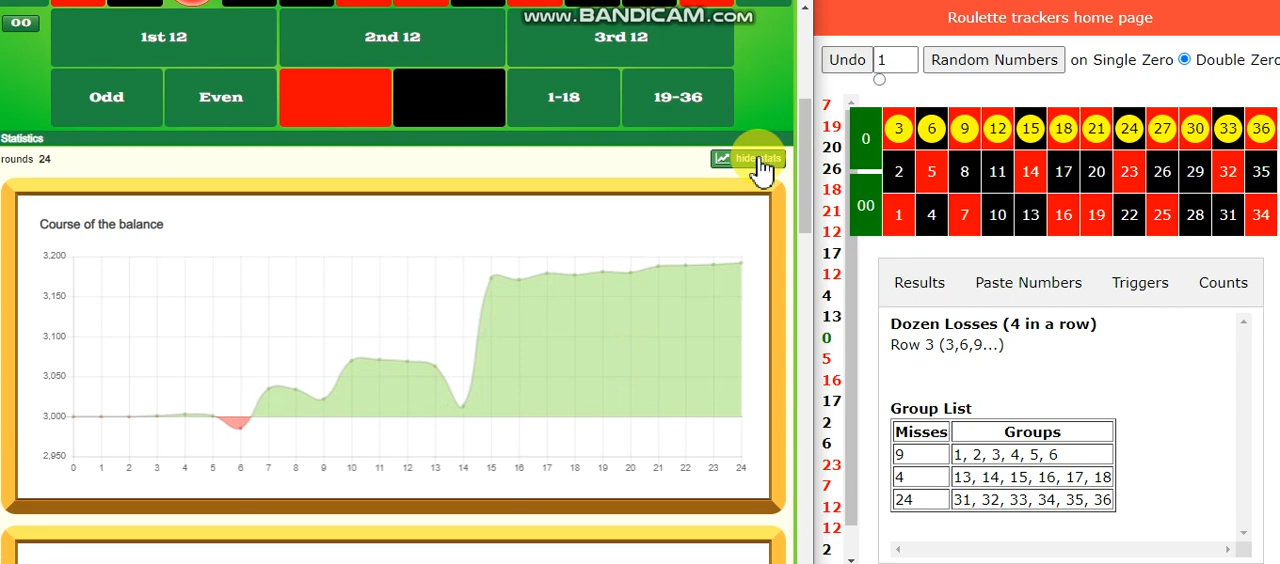 WWW.BANDICAM.COM
00
1st 12 2nd 12 3rd 12
Odd Even 1-18 19-36
Statistics
rounds 24
hide stats
Course of the balance
3,200
3,150
3,100
3,050
3,000
2,950
0 1 2 3 4 5 6 7 8 9 10 11 12 13 14 15 16 17 18 19 20 21 22 23 24
Roulette trackers home page
Undo 1 Random Numbers on Single Zero Double Zero
7
19
20
26
18
21
12
17
12
4
13
0
5
16
17
2
6
23
7
12
12
2
0 3 6 9 12 15 18 21 24 27 30 33 36
2 5 8 11 14 17 20 23 26 29 32 35
00 1 4 7 10 13 16 19 22 25 28 31 34
Results Paste Numbers Triggers Counts
Dozen Losses (4 in a row)
Row 3 (3,6,9...)
Group List
Misses Groups
9 1, 2, 3, 4, 5, 6
4 13, 14, 15, 16, 17, 18
24 31, 32, 33, 34, 35, 36